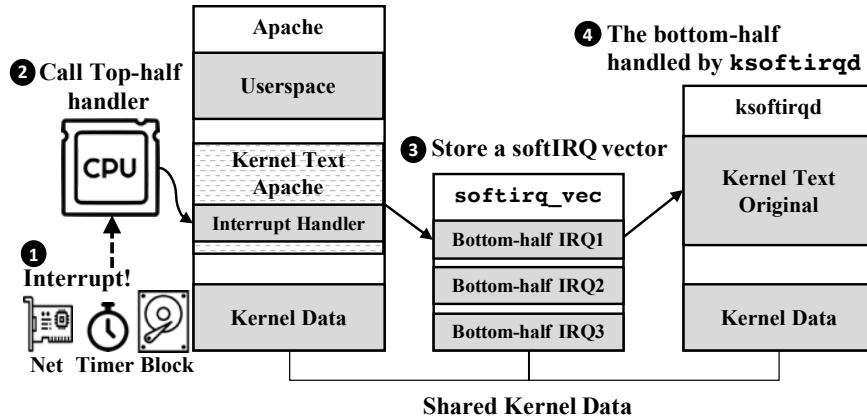 Apache
Userspace
Kernel Text
Apache
Interrupt Handler
Kernel Data
❷ Call Top-half
handler
CPU
❶
Interrupt!
Net Timer Block
❸ Store a softIRQ vector
softirq_vec
Bottom-half IRQ1
Bottom-half IRQ2
Bottom-half IRQ3
❹ The bottom-half
handled by ksoftirqd
ksoftirqd
Kernel Text
Original
Kernel Data
Shared Kernel Data